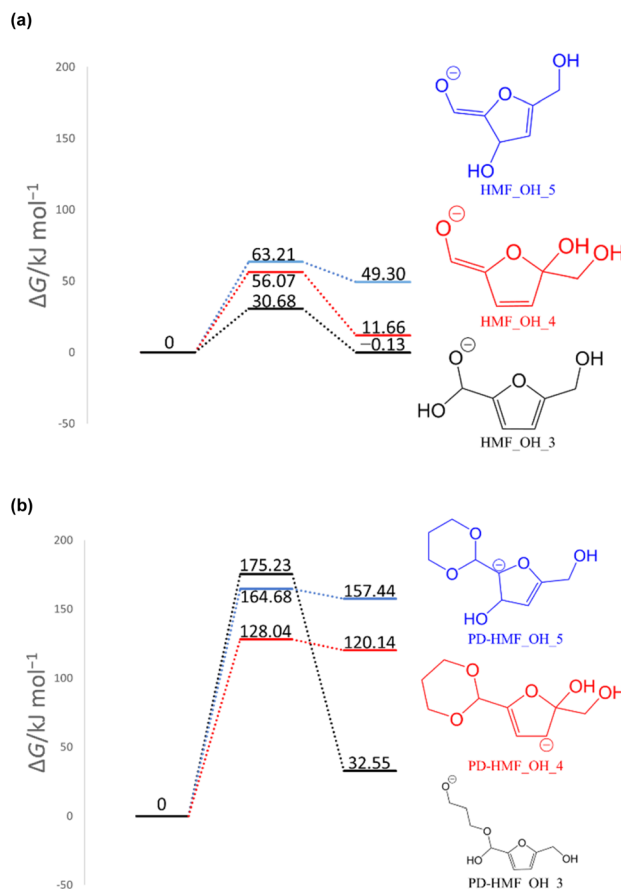 (a)
200
150
100
50
0
-50
ΔG/kJ mol⁻¹
0
63.21
56.07
30.68
49.30
11.66
−0.13
O⊖
O
OH
HO
HMF_OH_5
O⊖
O
OH
OH
HMF_OH_4
O⊖
O
OH
HO
HMF_OH_3
(b)
200
150
100
50
0
-50
ΔG/kJ mol⁻¹
0
175.23
164.68
128.04
157.44
120.14
32.55
O
O
⊖
O
OH
HO
PD-HMF_OH_5
O
O
O
OH
OH
⊖
PD-HMF_OH_4
O⊖
O
O
HO
OH
PD-HMF_OH_3